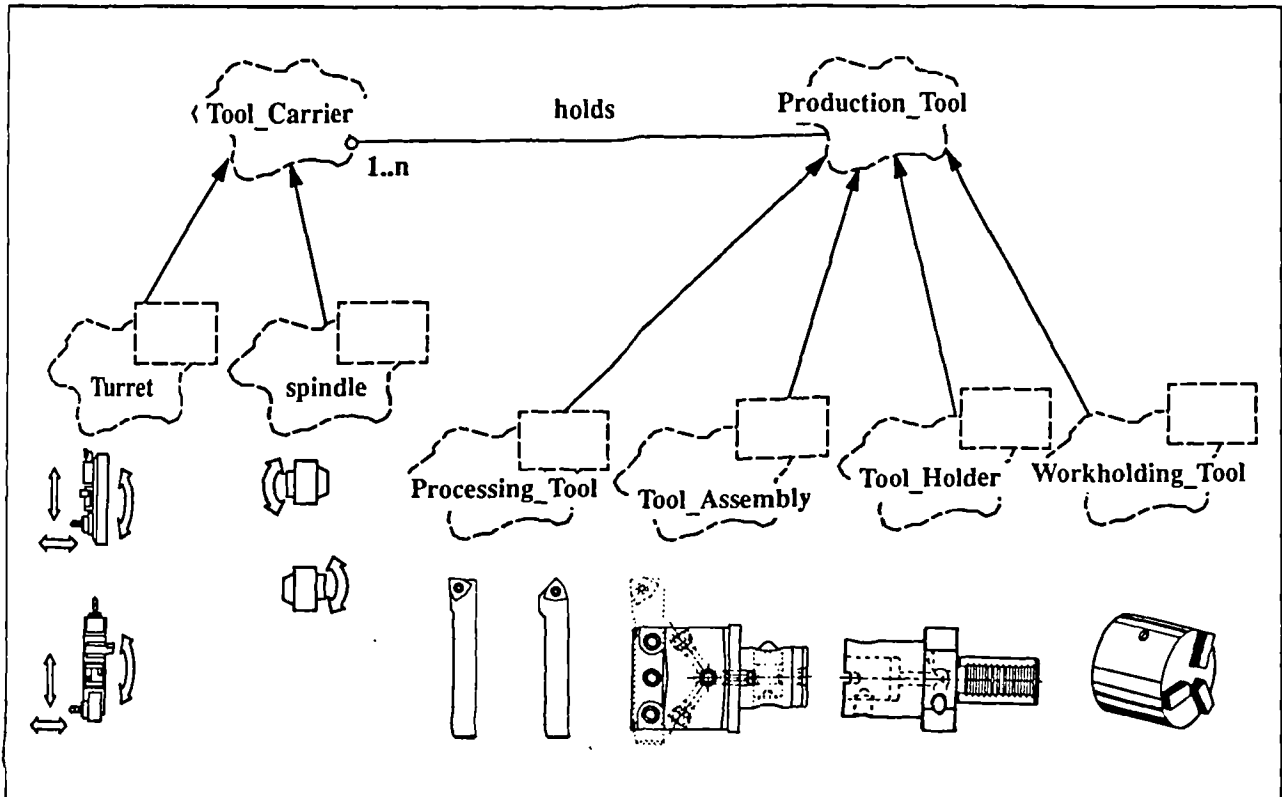 Tool_Carrier
holds
Production_Tool
1..n
Turret
spindle
Processing_Tool
Tool_Assembly
Tool_Holder
Workholding_Tool